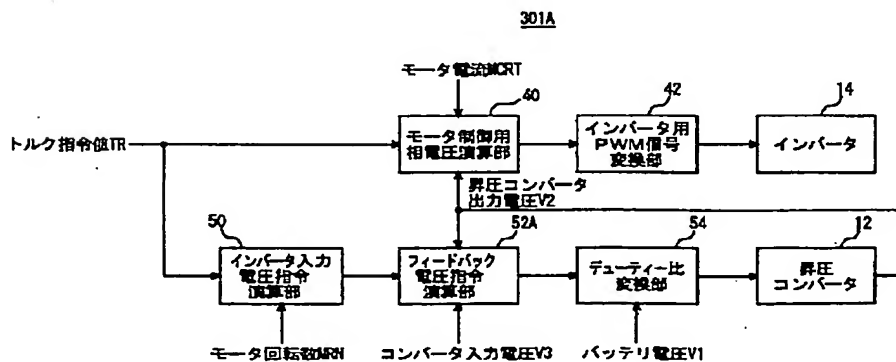 301A
モータ電流MCRT
40
42
14
トルク指令値TR
モータ制御用
相電圧演算部
インバータ用
PWM信号
変換部
インバータ
昇圧コンバータ
出力電圧V2
50
52A
54
12
インバータ入力
電圧指令
演算部
フィードバック
電圧指令
演算部
デューティー比
変換部
昇圧
コンバータ
モータ回転数MRN
コンバータ入力電圧V3
バッテリ電圧V1